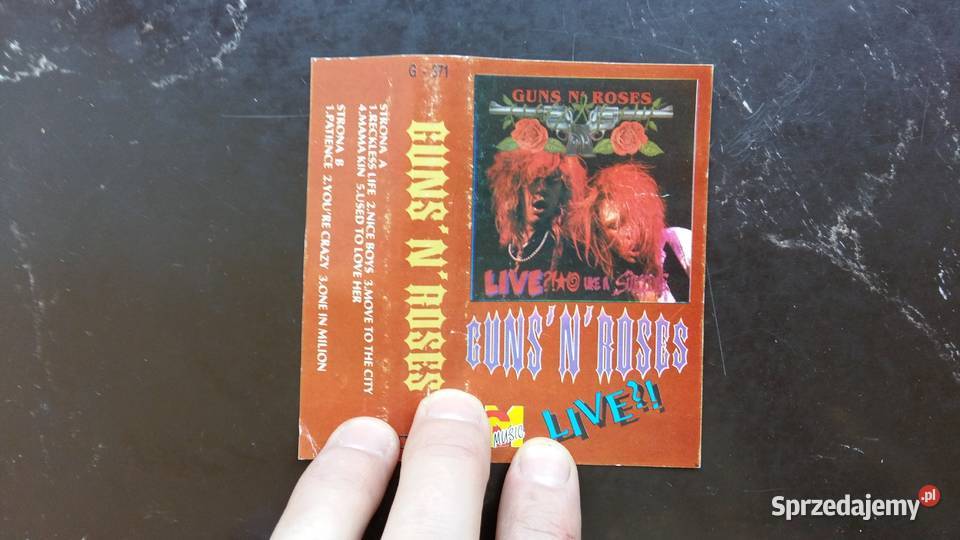 G - 371
GUNS' N' ROSES
STRONA A
1.RECKLESS LIFE 2.NICE BOYS 3.MOVE TO THE CITY
4.MAMA KIN 5.USED TO LOVE HER
STRONA B
1.PATIENCE 2.YOU'RE CRAZY 3.ONE IN MILION
GUNS N' ROSES
LIVE?!★@ LIKE A SUICIDE
GUNS'N'ROSES
MUSIC
LIVE?!
Sprzedajemy.pl